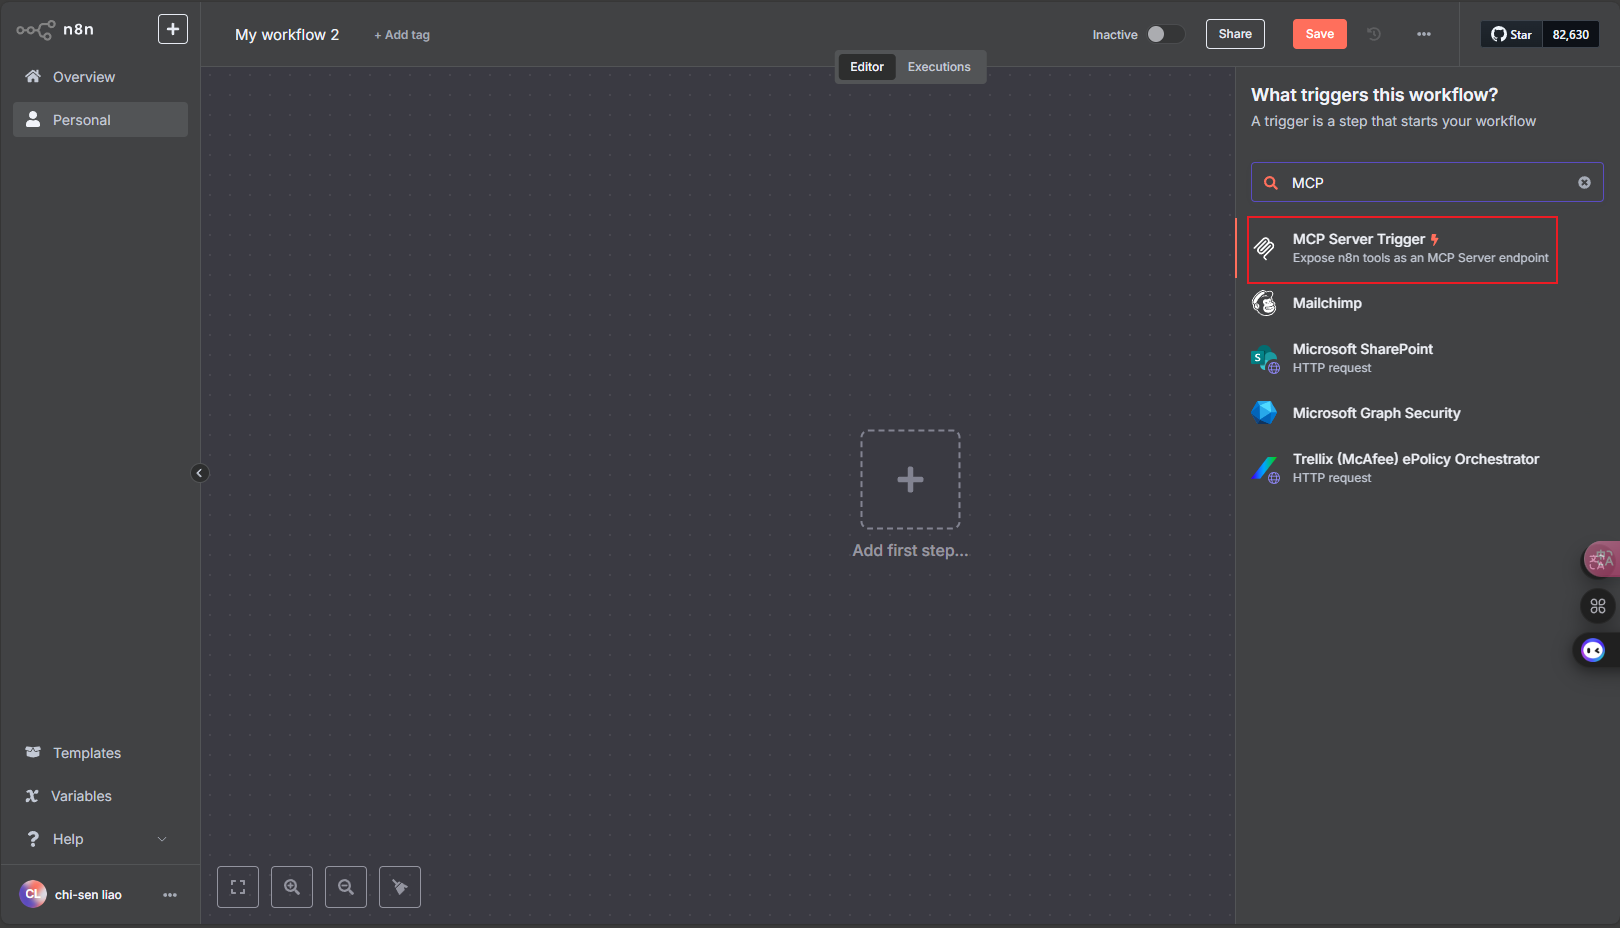 n8n
My workflow 2
+ Add tag
Inactive
Share
Save
Star
82,630
Editor
Executions
Overview
Personal
What triggers this workflow?
A trigger is a step that starts your workflow
MCP
MCP Server Trigger
Expose n8n tools as an MCP Server endpoint
Mailchimp
Microsoft SharePoint
HTTP request
Microsoft Graph Security
Trellix (McAfee) ePolicy Orchestrator
HTTP request
Add first step...
Templates
Variables
Help
CL
chi-sen liao